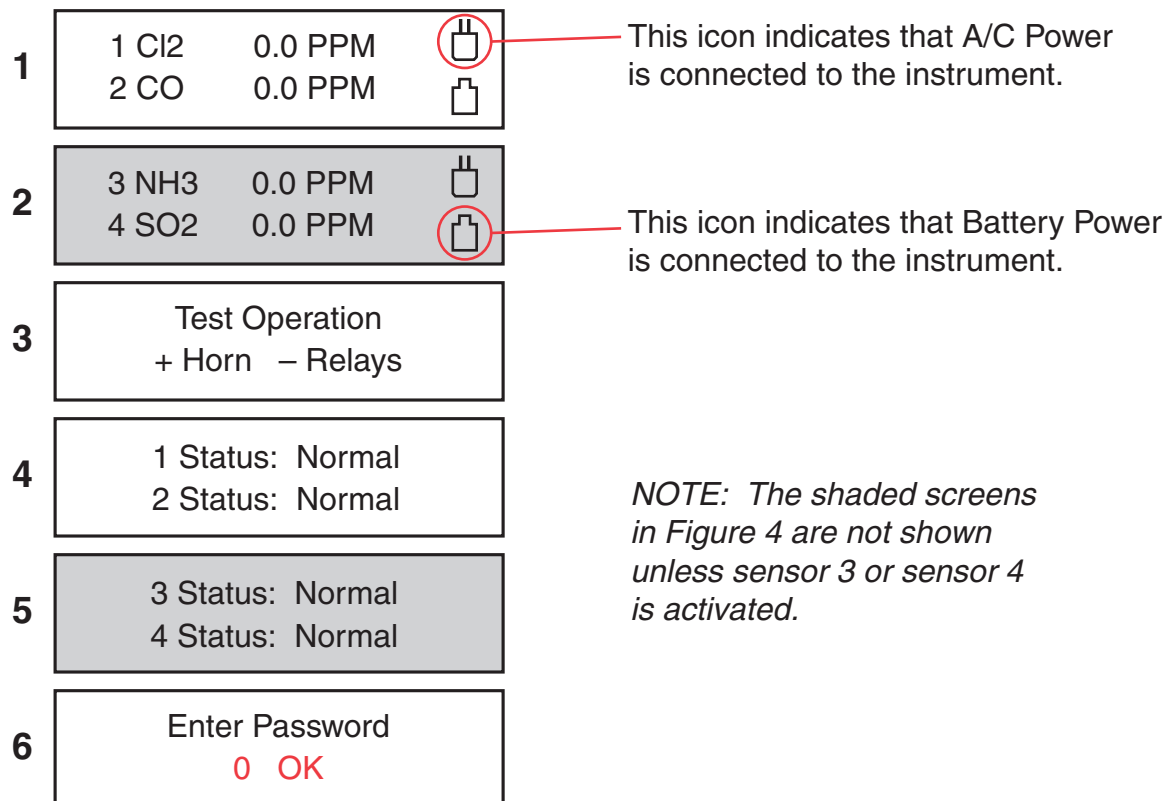 1
1 Cl2 0.0 PPM
2 CO 0.0 PPM
This icon indicates that A/C Power
is connected to the instrument.
2
3 NH3 0.0 PPM
4 SO2 0.0 PPM
This icon indicates that Battery Power
is connected to the instrument.
3
Test Operation
+ Horn – Relays
4
1 Status: Normal
2 Status: Normal
NOTE: The shaded screens
in Figure 4 are not shown
unless sensor 3 or sensor 4
is activated.
5
3 Status: Normal
4 Status: Normal
6
Enter Password
0 OK